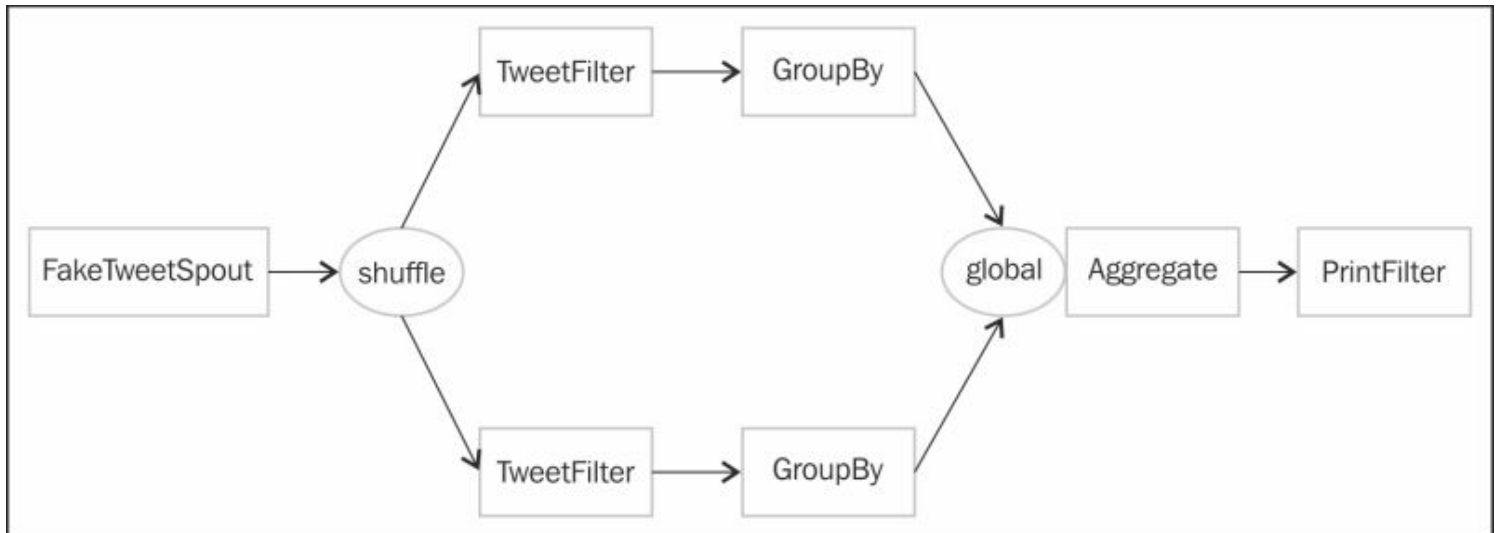 TweetFilter
GroupBy
FakeTweetSpout
shuffle
global
Aggregate
PrintFilter
TweetFilter
GroupBy